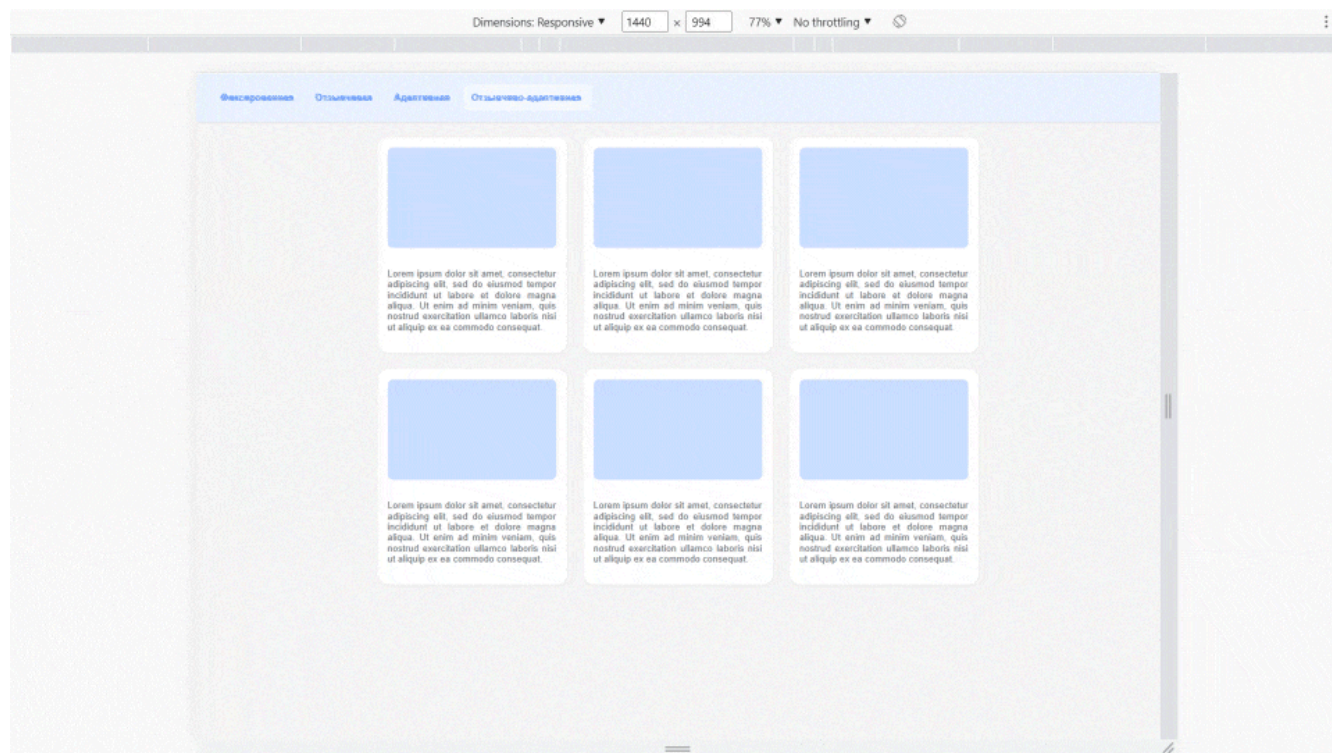 Dimensions: Responsive ▼ 1440 × 994 77% ▼ No throttling ▼
Фиксированная Отзывчивая Адаптивная Отзывчиво-адаптивная
Lorem ipsum dolor sit amet, consectetur
adipiscing elit, sed do eiusmod tempor
incididunt ut labore et dolore magna
aliqua. Ut enim ad minim veniam, quis
nostrud exercitation ullamco laboris nisi
ut aliquip ex ea commodo consequat.
Lorem ipsum dolor sit amet, consectetur
adipiscing elit, sed do eiusmod tempor
incididunt ut labore et dolore magna
aliqua. Ut enim ad minim veniam, quis
nostrud exercitation ullamco laboris nisi
ut aliquip ex ea commodo consequat.
Lorem ipsum dolor sit amet, consectetur
adipiscing elit, sed do eiusmod tempor
incididunt ut labore et dolore magna
aliqua. Ut enim ad minim veniam, quis
nostrud exercitation ullamco laboris nisi
ut aliquip ex ea commodo consequat.
Lorem ipsum dolor sit amet, consectetur
adipiscing elit, sed do eiusmod tempor
incididunt ut labore et dolore magna
aliqua. Ut enim ad minim veniam, quis
nostrud exercitation ullamco laboris nisi
ut aliquip ex ea commodo consequat.
Lorem ipsum dolor sit amet, consectetur
adipiscing elit, sed do eiusmod tempor
incididunt ut labore et dolore magna
aliqua. Ut enim ad minim veniam, quis
nostrud exercitation ullamco laboris nisi
ut aliquip ex ea commodo consequat.
Lorem ipsum dolor sit amet, consectetur
adipiscing elit, sed do eiusmod tempor
incididunt ut labore et dolore magna
aliqua. Ut enim ad minim veniam, quis
nostrud exercitation ullamco laboris nisi
ut aliquip ex ea commodo consequat.